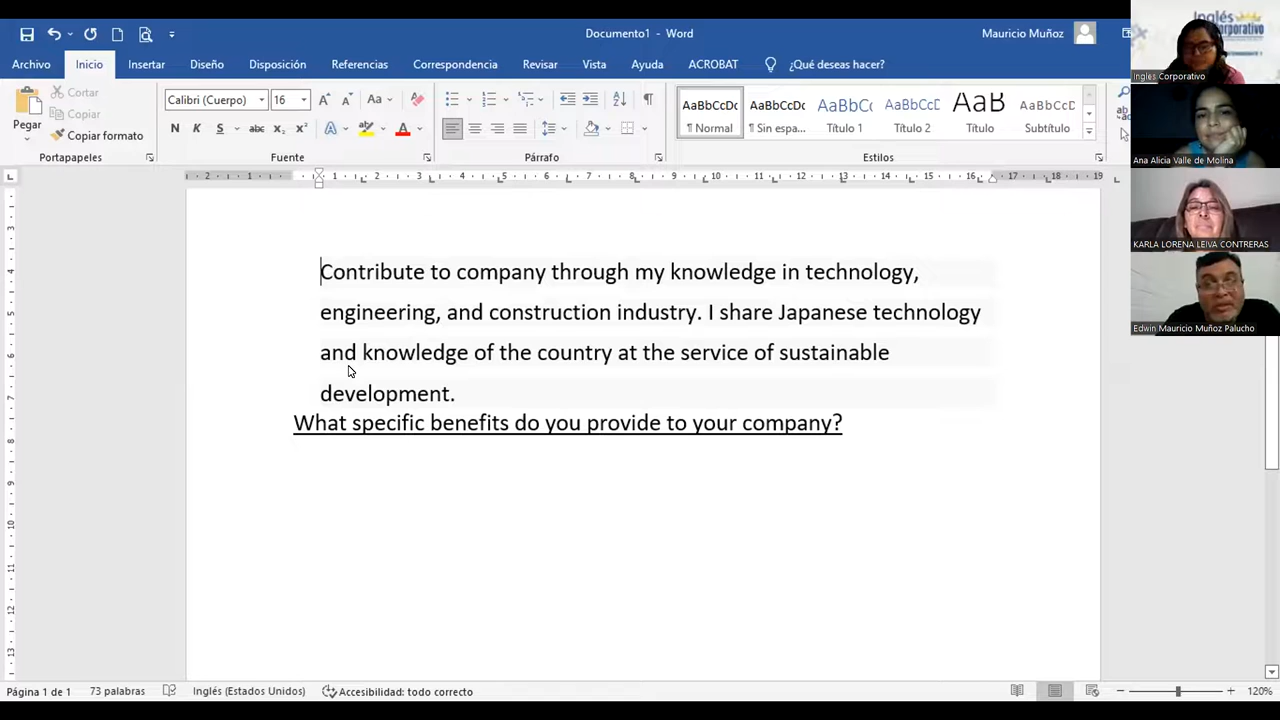 Documento1 - Word
Mauricio Muñoz
Archivo Inicio Insertar Diseño Disposición Referencias Correspondencia Revisar Vista Ayuda ACROBAT ¿Qué deseas hacer?
Pegar
Cortar
Copiar
Copiar formato
Portapapeles
Calibri (Cuerpo) 16
Fuente
Párrafo
AaBbCcDc AaBbCcDc AaBbC AaBbCcD AaB AaBbCcD
¶ Normal ¶ Sin espa... Título 1 Título 2 Título Subtítulo
Estilos
Inglés Corporativo
Ingles Corporativo
Ana Alicia Valle de Molina
KARLA LORENA LEIVA CONTRERAS
Edwin Mauricio Muñoz Palucho
Contribute to company through my knowledge in technology,
engineering, and construction industry. I share Japanese technology
and knowledge of the country at the service of sustainable
development.
What specific benefits do you provide to your company?
Página 1 de 1 73 palabras Inglés (Estados Unidos) Accesibilidad: todo correcto 120%